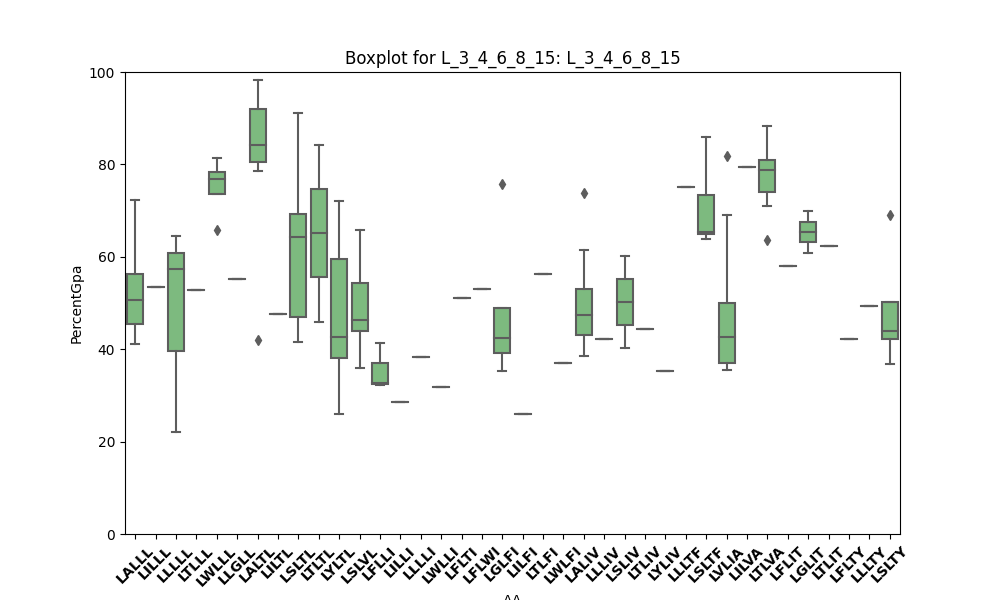 Boxplot for L_3_4_6_8_15: L_3_4_6_8_15
PercentGpa
100
80
60
40
20
0
LALLL
LILLL
LLLLL
LTLLL
LWLLL
LLGLL
LALTL
LILTL
LSLTL
LTLTL
LYLTL
LSLVL
LFLLI
LILLI
LLLLI
LWLLI
LFLTI
LFLWI
LGLFI
LILFI
LTLFI
LWLFI
LALIV
LLLIV
LSLIV
LTLIV
LYLIV
LLLTF
LSLTF
LVLIA
LILVA
LTLVA
LFLIT
LGLIT
LTLIT
LFLTY
LLLTY
LSLTY
AA